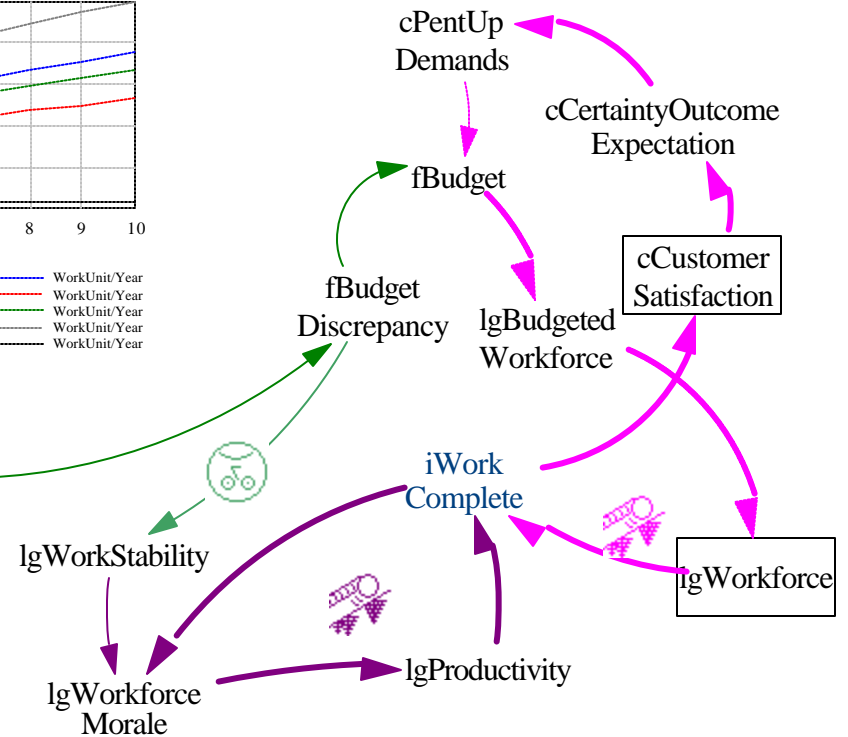 cPentUp
Demands
cCertaintyOutcome
Expectation
fBudget
8 9 10
cCustomer
Satisfaction
WorkUnit/Year
WorkUnit/Year
WorkUnit/Year
WorkUnit/Year
WorkUnit/Year
fBudget
Discrepancy
lgBudgeted
Workforce
iWork
Complete
lgWorkStability
lgWorkforce
lgProductivity
lgWorkforce
Morale